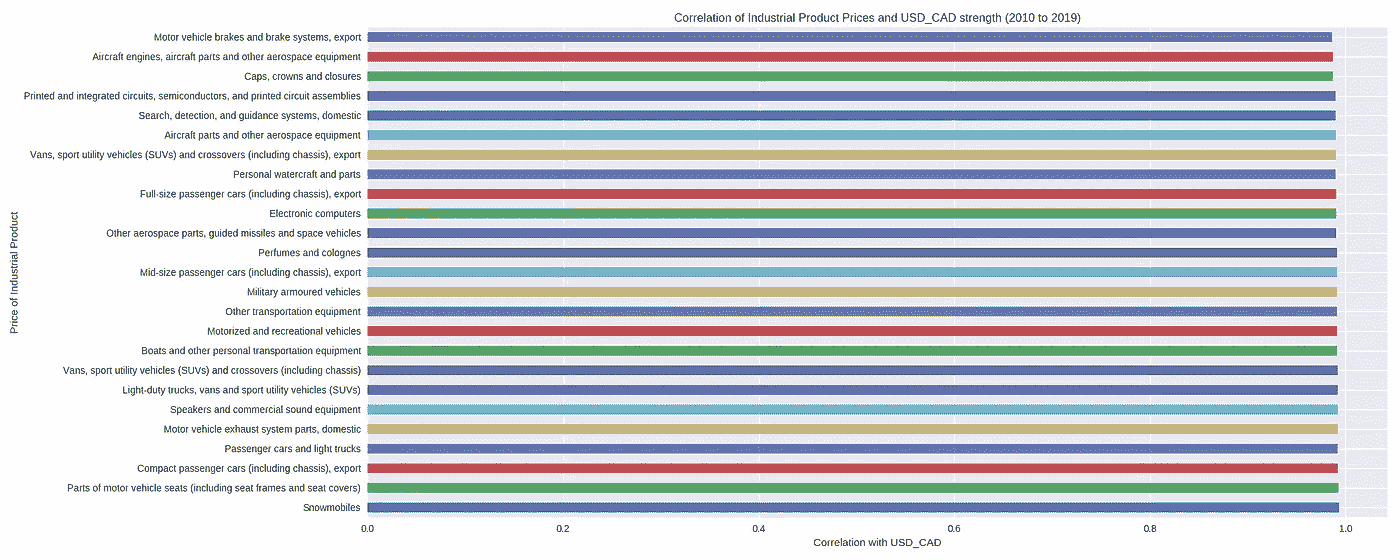 Correlation of Industrial Product Prices and USD_CAD strength (2010 to 2019)
Price of Industrial Product
Motor vehicle brakes and brake systems, export
Aircraft engines, aircraft parts and other aerospace equipment
Caps, crowns and closures
Printed and integrated circuits, semiconductors, and printed circuit assemblies
Search, detection, and guidance systems, domestic
Aircraft parts and other aerospace equipment
Vans, sport utility vehicles (SUVs) and crossovers (including chassis), export
Personal watercraft and parts
Full-size passenger cars (including chassis), export
Electronic computers
Other aerospace parts, guided missiles and space vehicles
Perfumes and colognes
Mid-size passenger cars (including chassis), export
Military armoured vehicles
Other transportation equipment
Motorized and recreational vehicles
Boats and other personal transportation equipment
Vans, sport utility vehicles (SUVs) and crossovers (including chassis)
Light-duty trucks, vans and sport utility vehicles (SUVs)
Speakers and commercial sound equipment
Motor vehicle exhaust system parts, domestic
Passenger cars and light trucks
Compact passenger cars (including chassis), export
Parts of motor vehicle seats (including seat frames and seat covers)
Snowmobiles
0.0 0.2 0.4 0.6 0.8 1.0
Correlation with USD_CAD